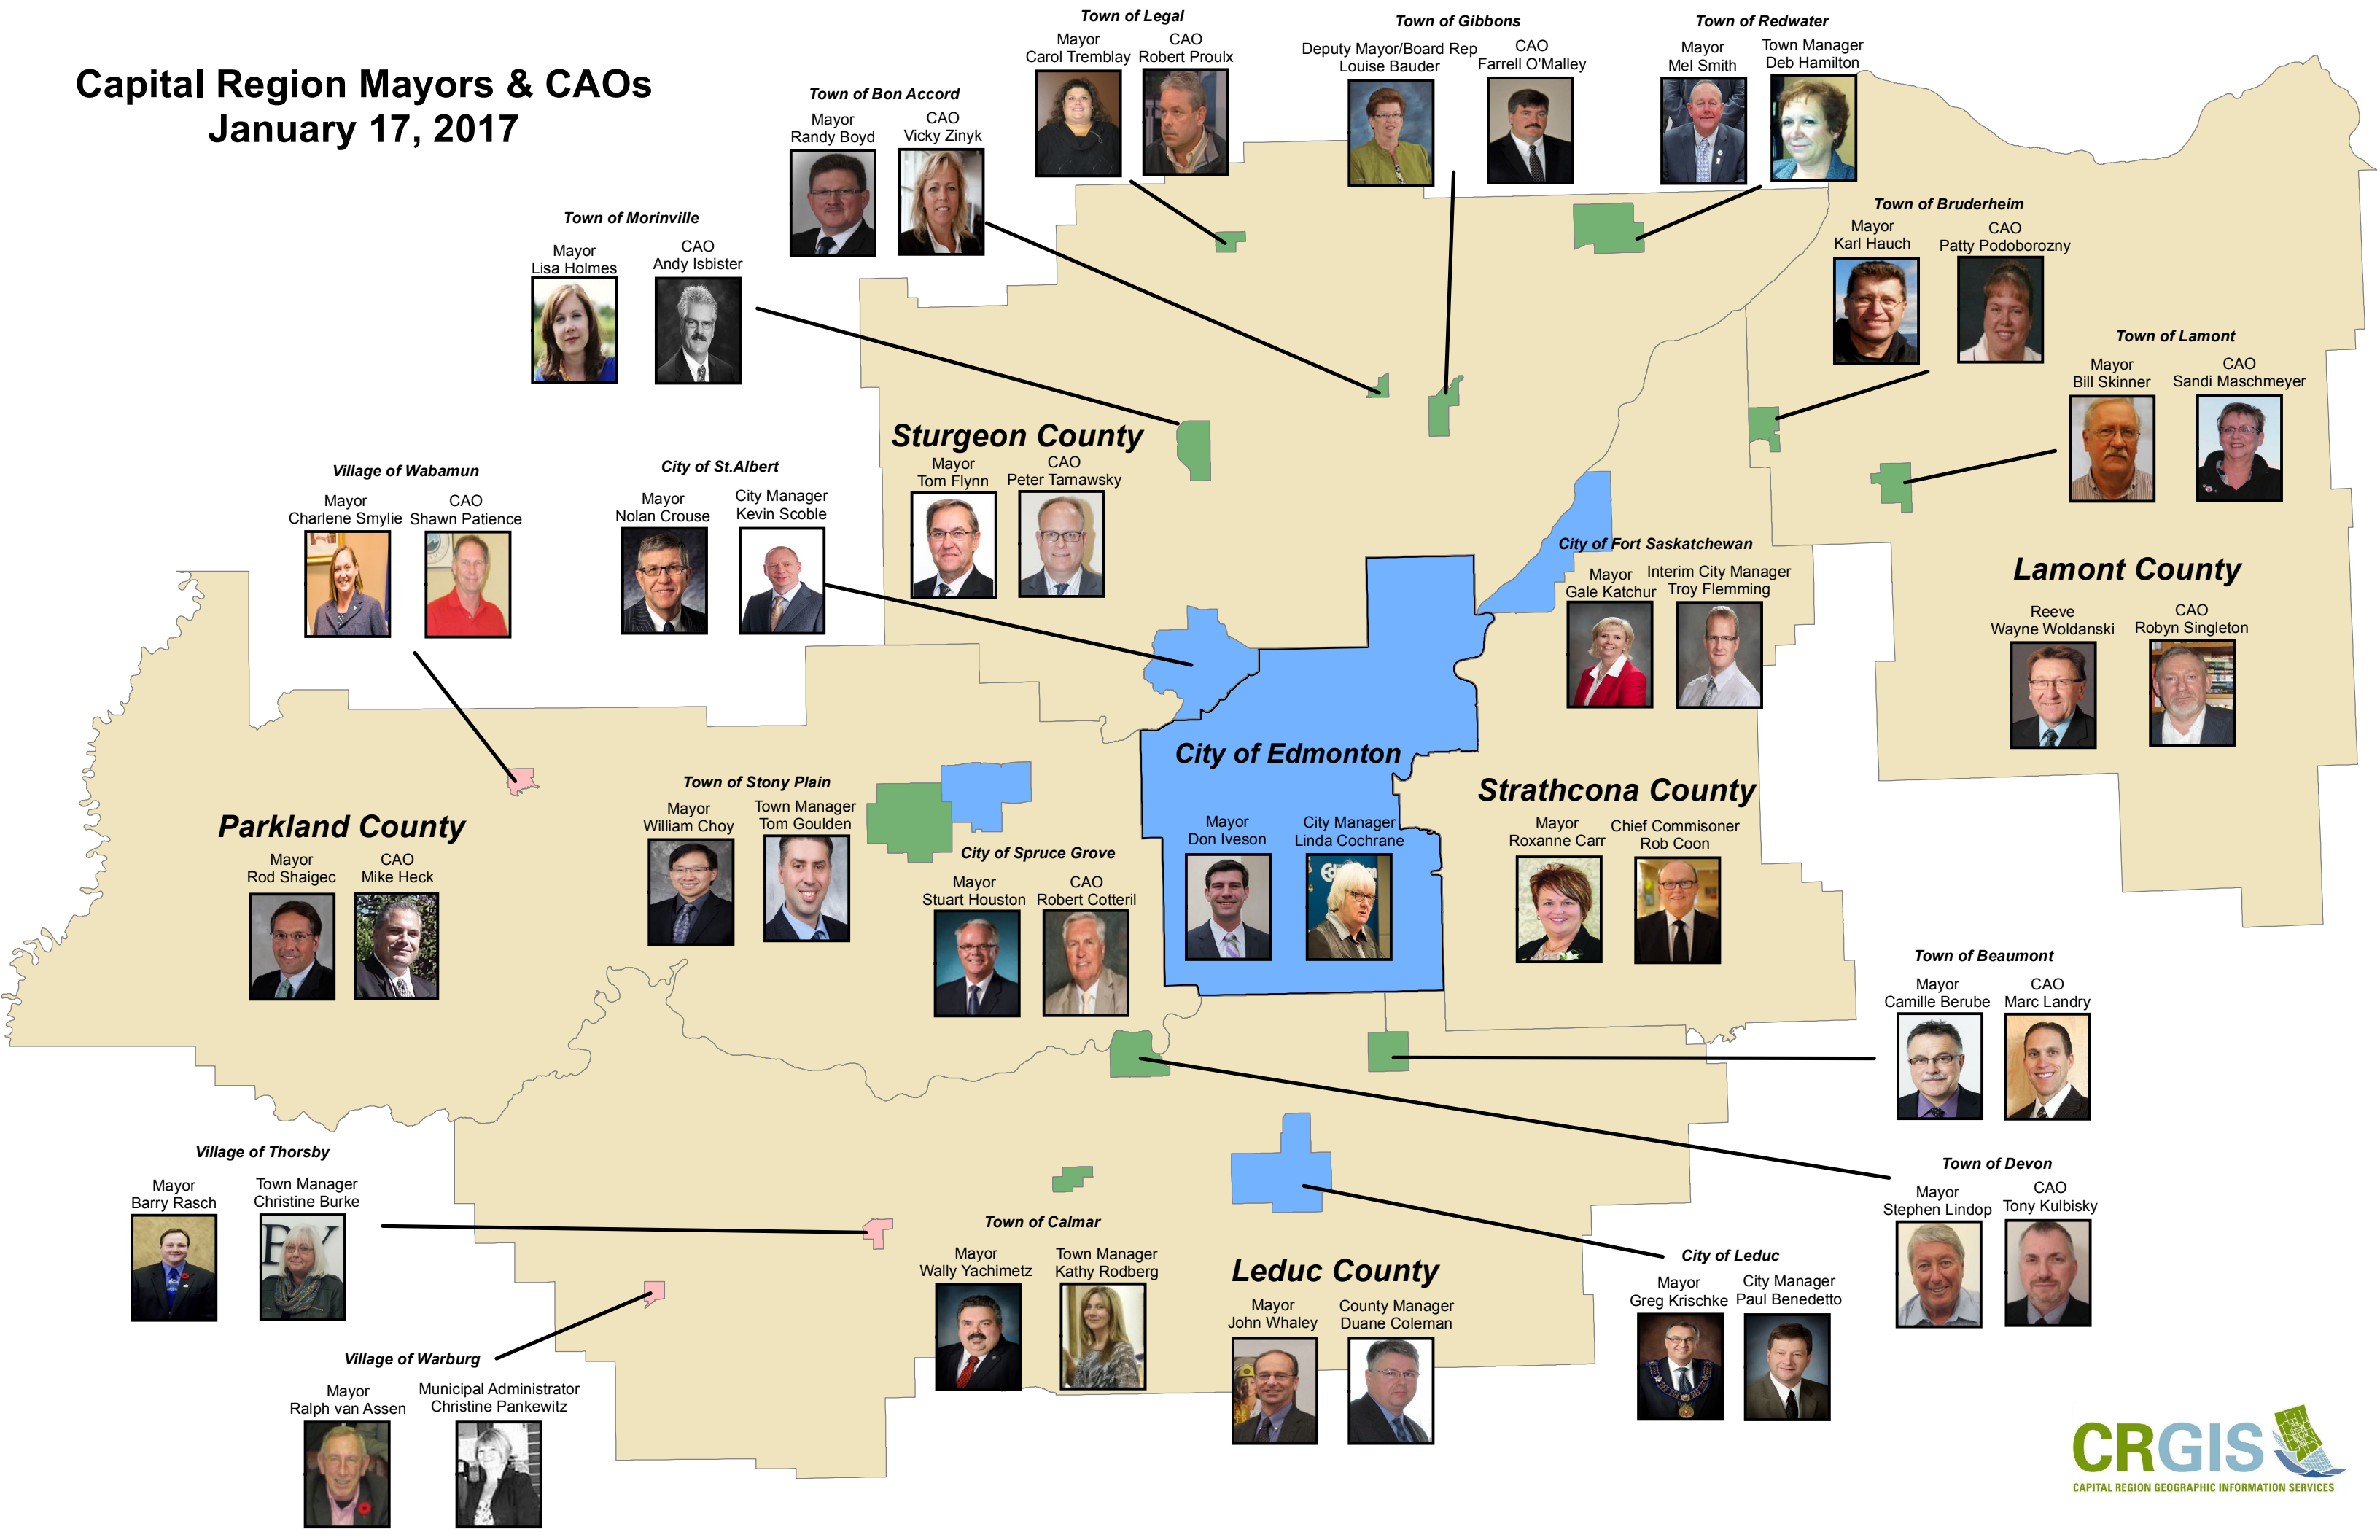 Capital Region Mayors & CAOs
January 17, 2017
Town of Legal
Mayor
Carol Tremblay
CAO
Robert Proulx
Town of Gibbons
Deputy Mayor/Board Rep
Louise Bauder
CAO
Farrell O'Malley
Town of Redwater
Mayor
Mel Smith
Town Manager
Deb Hamilton
Town of Bon Accord
Mayor
Randy Boyd
CAO
Vicky Zinyk
Town of Morinville
Mayor
Lisa Holmes
CAO
Andy Isbister
Town of Bruderheim
Mayor
Karl Hauch
CAO
Patty Podoborozny
Town of Lamont
Mayor
Bill Skinner
CAO
Sandi Maschmeyer
Sturgeon County
Mayor
Tom Flynn
CAO
Peter Tarnawsky
Village of Wabamun
Mayor
Charlene Smylie
CAO
Shawn Patience
City of St.Albert
Mayor
Nolan Crouse
City Manager
Kevin Scoble
City of Fort Saskatchewan
Mayor
Gale Katchur
Interim City Manager
Troy Flemming
Lamont County
Reeve
Wayne Woldanski
CAO
Robyn Singleton
City of Edmonton
Mayor
Don Iveson
City Manager
Linda Cochrane
Strathcona County
Mayor
Roxanne Carr
Chief Commisoner
Rob Coon
Parkland County
Mayor
Rod Shaigec
CAO
Mike Heck
Town of Stony Plain
Mayor
William Choy
Town Manager
Tom Goulden
City of Spruce Grove
Mayor
Stuart Houston
CAO
Robert Cotteril
Town of Beaumont
Mayor
Camille Berube
CAO
Marc Landry
Village of Thorsby
Mayor
Barry Rasch
Town Manager
Christine Burke
Town of Devon
Mayor
Stephen Lindop
CAO
Tony Kulbisky
Town of Calmar
Mayor
Wally Yachimetz
Town Manager
Kathy Rodberg
Leduc County
Mayor
John Whaley
County Manager
Duane Coleman
City of Leduc
Mayor
Greg Krischke
City Manager
Paul Benedetto
Village of Warburg
Mayor
Ralph van Assen
Municipal Administrator
Christine Pankewitz
CRGIS
CAPITAL REGION GEOGRAPHIC INFORMATION SERVICES